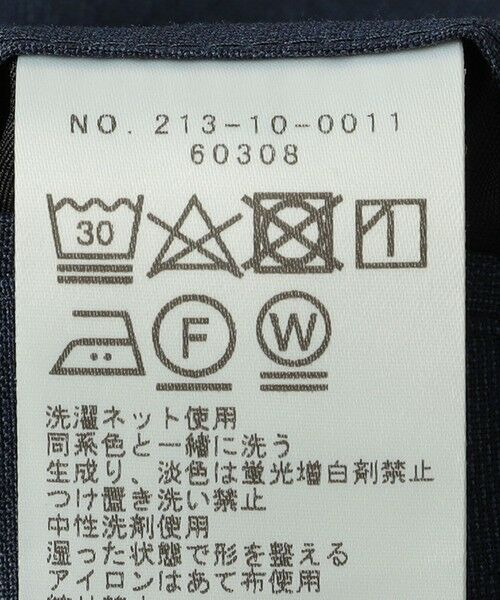 NO. 213-10-0011
60308
30
F W
洗濯ネット使用
同系色と一緒に洗う
生成り、淡色は蛍光増白剤禁止
つけ置き洗い禁止
中性洗剤使用
湿った状態で形を整える
アイロンはあて布使用